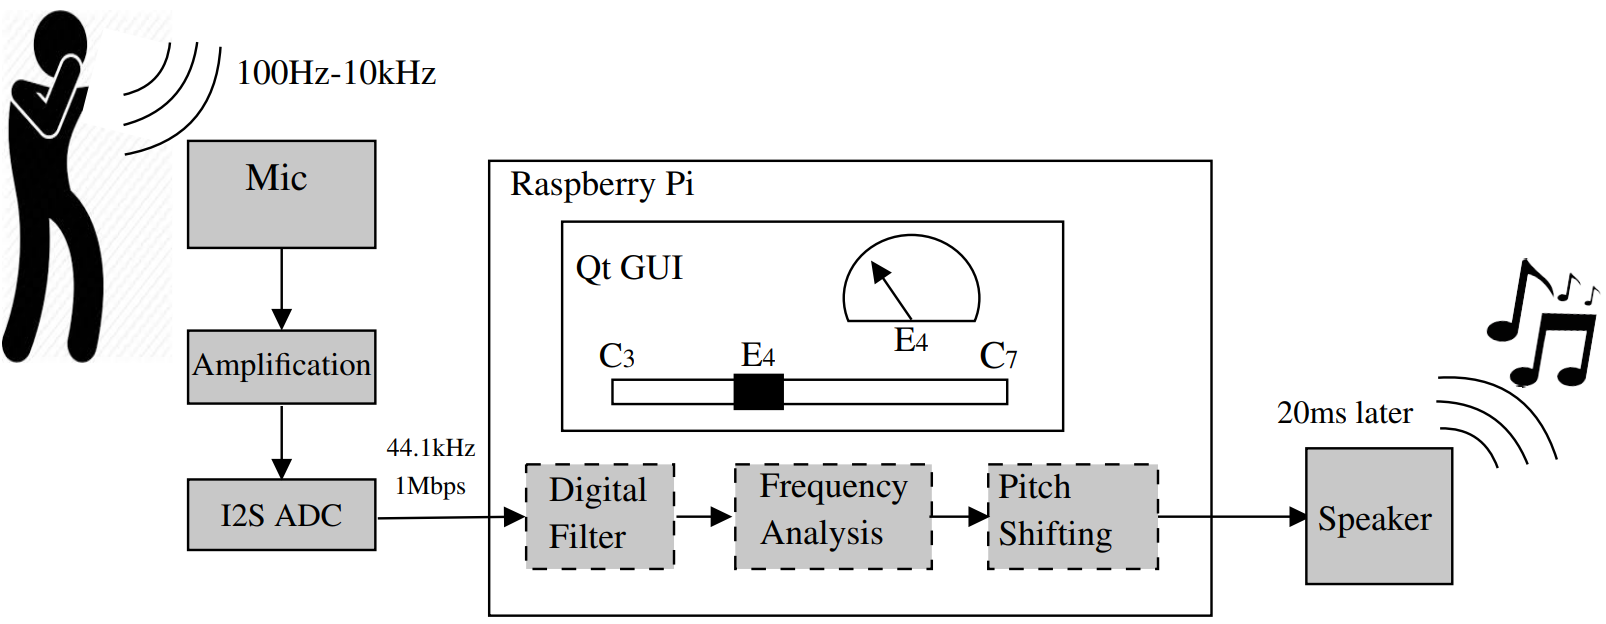 100Hz-10kHz
Mic
Amplification
I2S ADC
44.1kHz
1Mbps
Raspberry Pi
Qt GUI
E4
C3
E4
C7
Digital
Filter
Frequency
Analysis
Pitch
Shifting
20ms later
Speaker